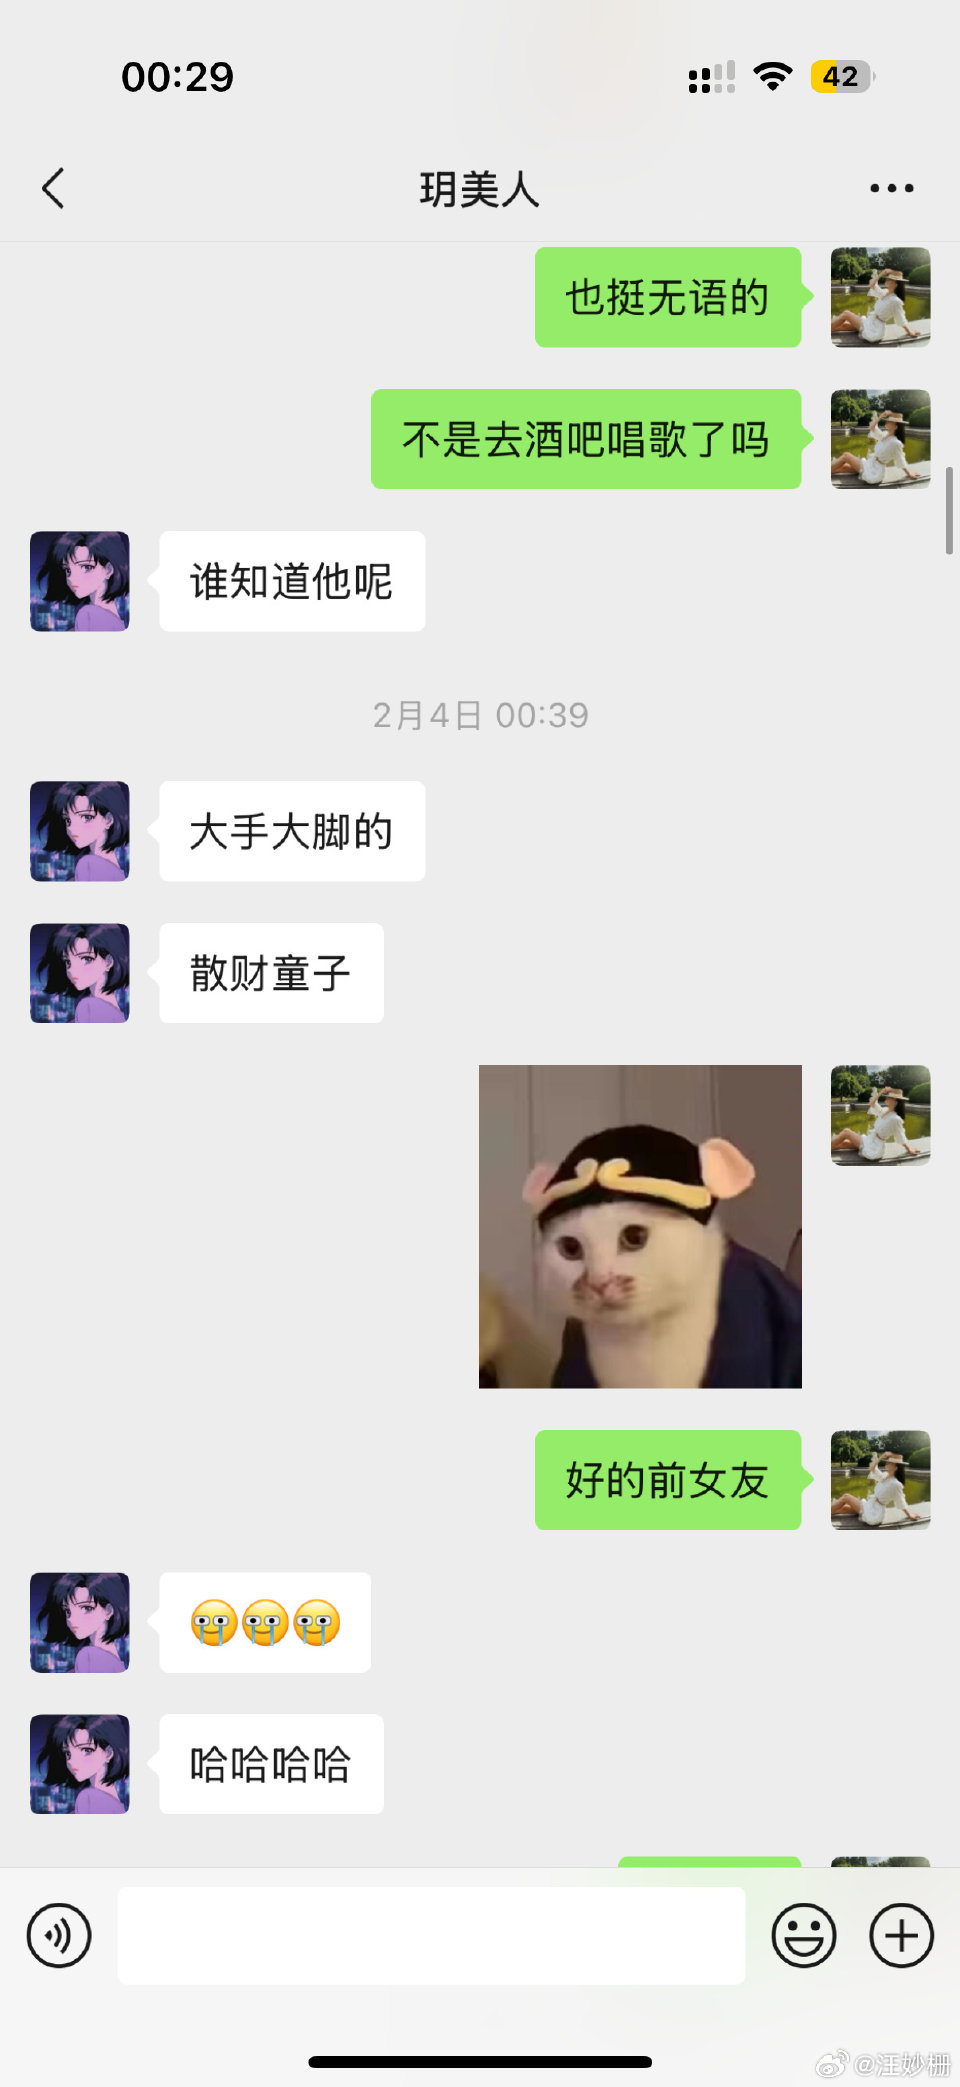 00:29
42
玥美人
也挺无语的
不是去酒吧唱歌了吗
谁知道他呢
2月4日 00:39
大手大脚的
散财童子
好的前女友
😭😭😭
哈哈哈哈
@汪妙栅